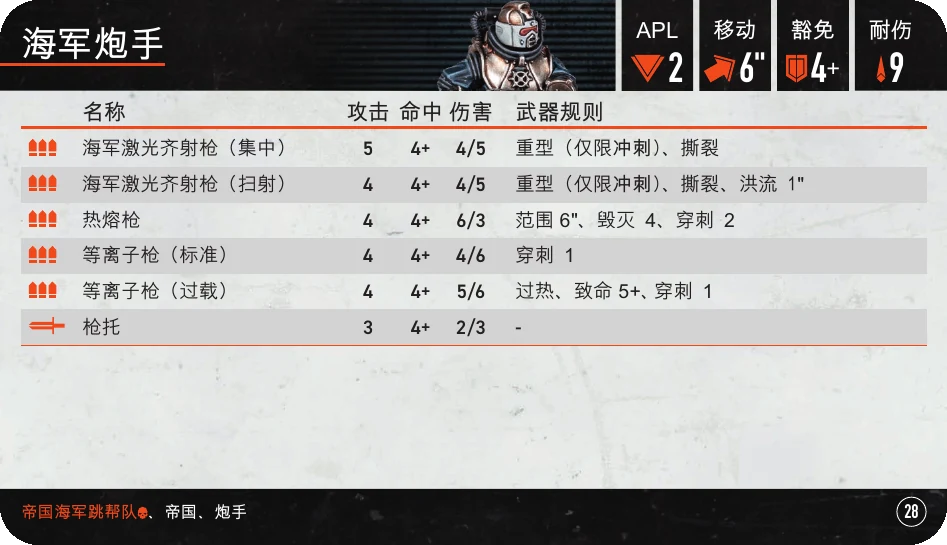 海军炮手
APL 移动 豁免 耐伤
2 6" 4+ 9
名称 攻击 命中 伤害 武器规则
海军激光齐射枪（集中） 5 4+ 4/5 重型（仅限冲刺）、撕裂
海军激光齐射枪（扫射） 4 4+ 4/5 重型（仅限冲刺）、撕裂、洪流 1"
热熔枪 4 4+ 6/3 范围 6"、毁灭 4、穿刺 2
等离子枪（标准） 4 4+ 4/6 穿刺 1
等离子枪（过载） 4 4+ 5/6 过热、致命 5+、穿刺 1
枪托 3 4+ 2/3 -
帝国海军跳帮队、帝国、炮手
28